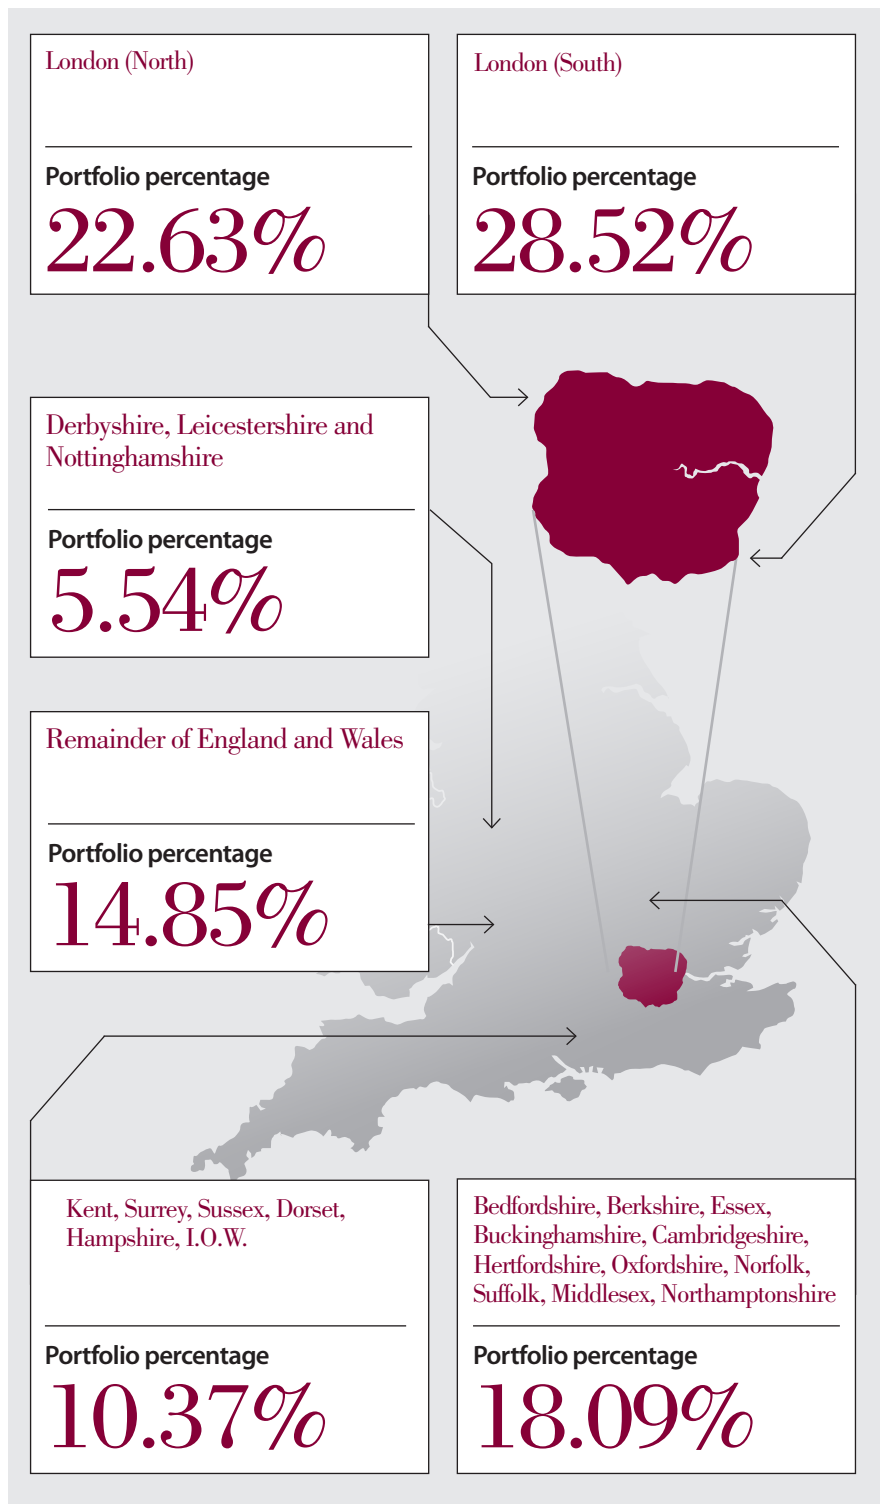 London (North)
Portfolio percentage
22.63%
London (South)
Portfolio percentage
28.52%
Derbyshire, Leicestershire and
Nottinghamshire
Portfolio percentage
5.54%
Remainder of England and Wales
Portfolio percentage
14.85%
Kent, Surrey, Sussex, Dorset,
Hampshire, I.O.W.
Portfolio percentage
10.37%
Bedfordshire, Berkshire, Essex,
Buckinghamshire, Cambridgeshire,
Hertfordshire, Oxfordshire, Norfolk,
Suffolk, Middlesex, Northamptonshire
Portfolio percentage
18.09%